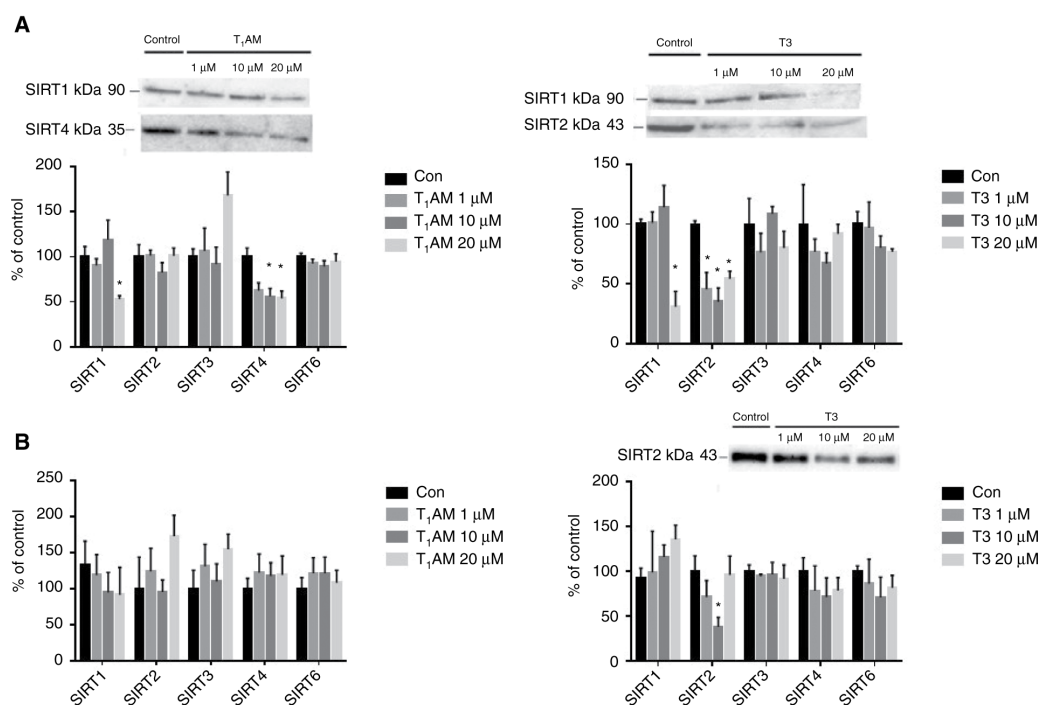 A
Control T₁AM
1 μM 10 μM 20 μM
SIRT1 kDa 90
SIRT4 kDa 35
% of control
200
150
100
50
0
*
* *
SIRT1 SIRT2 SIRT3 SIRT4 SIRT6
Con
T₁AM 1 μM
T₁AM 10 μM
T₁AM 20 μM
Control T3
1 μM 10 μM 20 μM
SIRT1 kDa 90
SIRT2 kDa 43
% of control
150
100
50
0
*
* * *
SIRT1 SIRT2 SIRT3 SIRT4 SIRT6
Con
T3 1 μM
T3 10 μM
T3 20 μM
B
% of control
250
200
150
100
50
0
SIRT1 SIRT2 SIRT3 SIRT4 SIRT6
Con
T₁AM 1 μM
T₁AM 10 μM
T₁AM 20 μM
Control T3
1 μM 10 μM 20 μM
SIRT2 kDa 43
% of control
200
150
100
50
0
*
SIRT1 SIRT2 SIRT3 SIRT4 SIRT6
Con
T3 1 μM
T3 10 μM
T3 20 μM